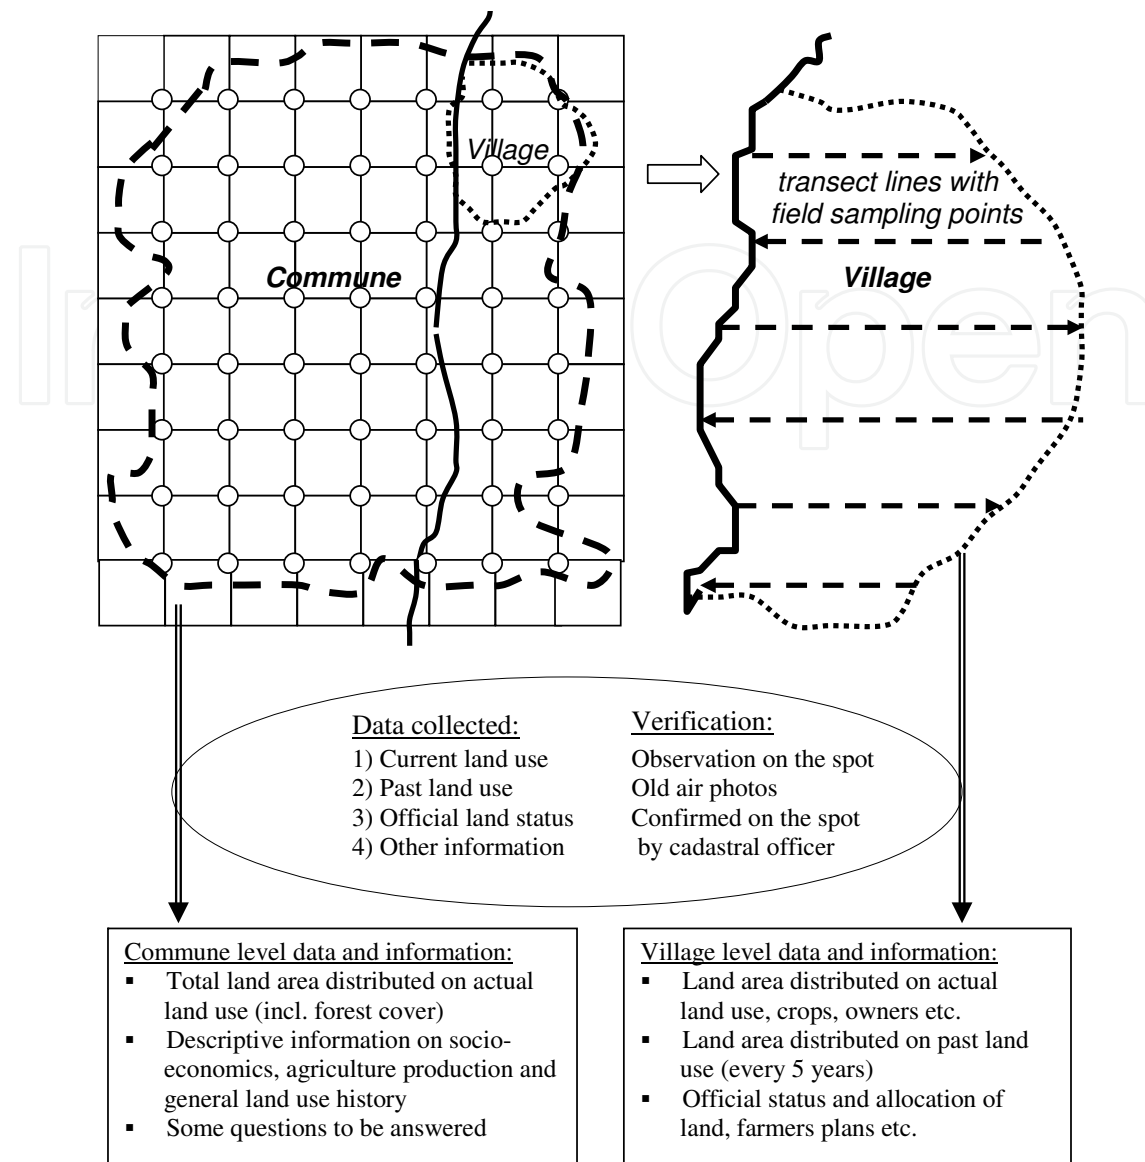 Village
Commune
transect lines with
field sampling points
Village
Data collected:
1) Current land use
2) Past land use
3) Official land status
4) Other information
Verification:
Observation on the spot
Old air photos
Confirmed on the spot
by cadastral officer
Commune level data and information:
▪ Total land area distributed on actual
land use (incl. forest cover)
▪ Descriptive information on socio-
economics, agriculture production and
general land use history
▪ Some questions to be answered
Village level data and information:
▪ Land area distributed on actual
land use, crops, owners etc.
▪ Land area distributed on past land
use (every 5 years)
▪ Official status and allocation of
land, farmers plans etc.